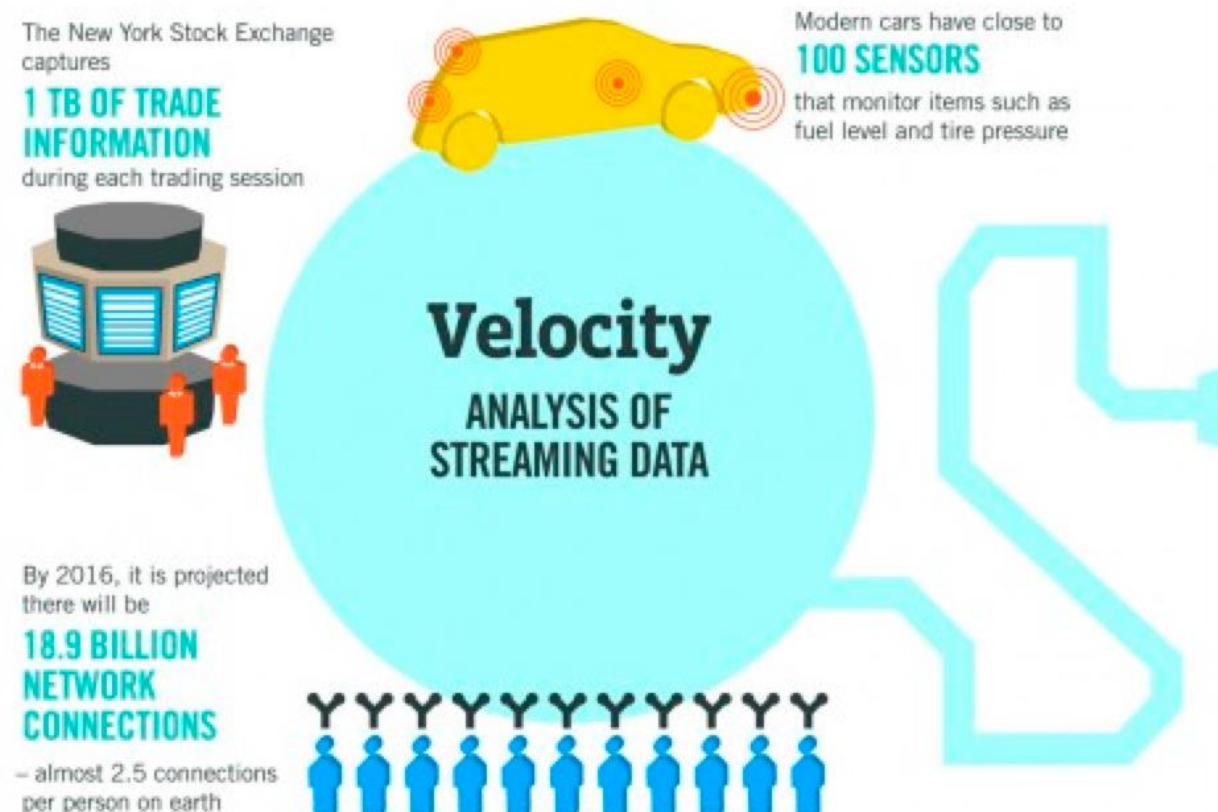 The New York Stock Exchange
captures
1 TB OF TRADE
INFORMATION
during each trading session
Modern cars have close to
100 SENSORS
that monitor items such as
fuel level and tire pressure
Velocity
ANALYSIS OF
STREAMING DATA
By 2016, it is projected
there will be
18.9 BILLION
NETWORK
CONNECTIONS
– almost 2.5 connections
per person on earth